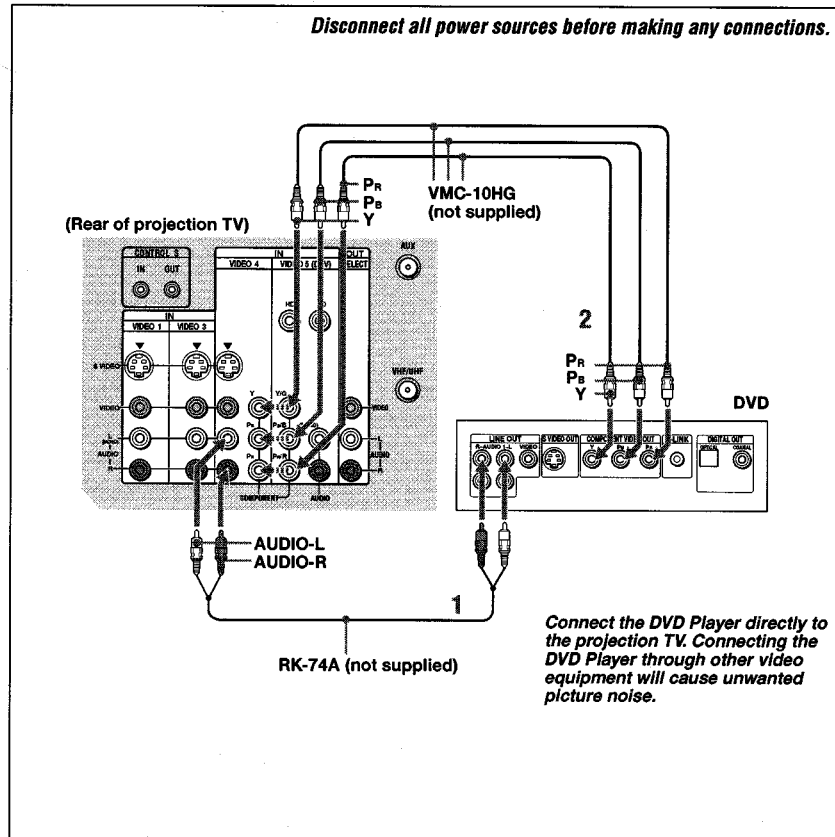 Disconnect all power sources before making any connections.
PR
PB
Y
VMC-10HG
(not supplied)
(Rear of projection TV)
CONTROL S
IN OUT
IN
OUT
VIDEO 4
SELECT
AUX
IN
VIDEO 1 VIDEO 3
S VIDEO
VHF/UHF
VIDEO
Y Y/G
VIDEO
L
AUDIO
R
L
AUDIO
R
COMPONENT
AUDIO
2
PR
PB
Y
DVD
LINE OUT
R-AUDIO-L
VIDEO
S VIDEO OUT
S-LINK
DIGITAL OUT
OPTICAL
COAXIAL
Y
AUDIO-L
AUDIO-R
1
RK-74A (not supplied)
Connect the DVD Player directly to
the projection TV. Connecting the
DVD Player through other video
equipment will cause unwanted
picture noise.